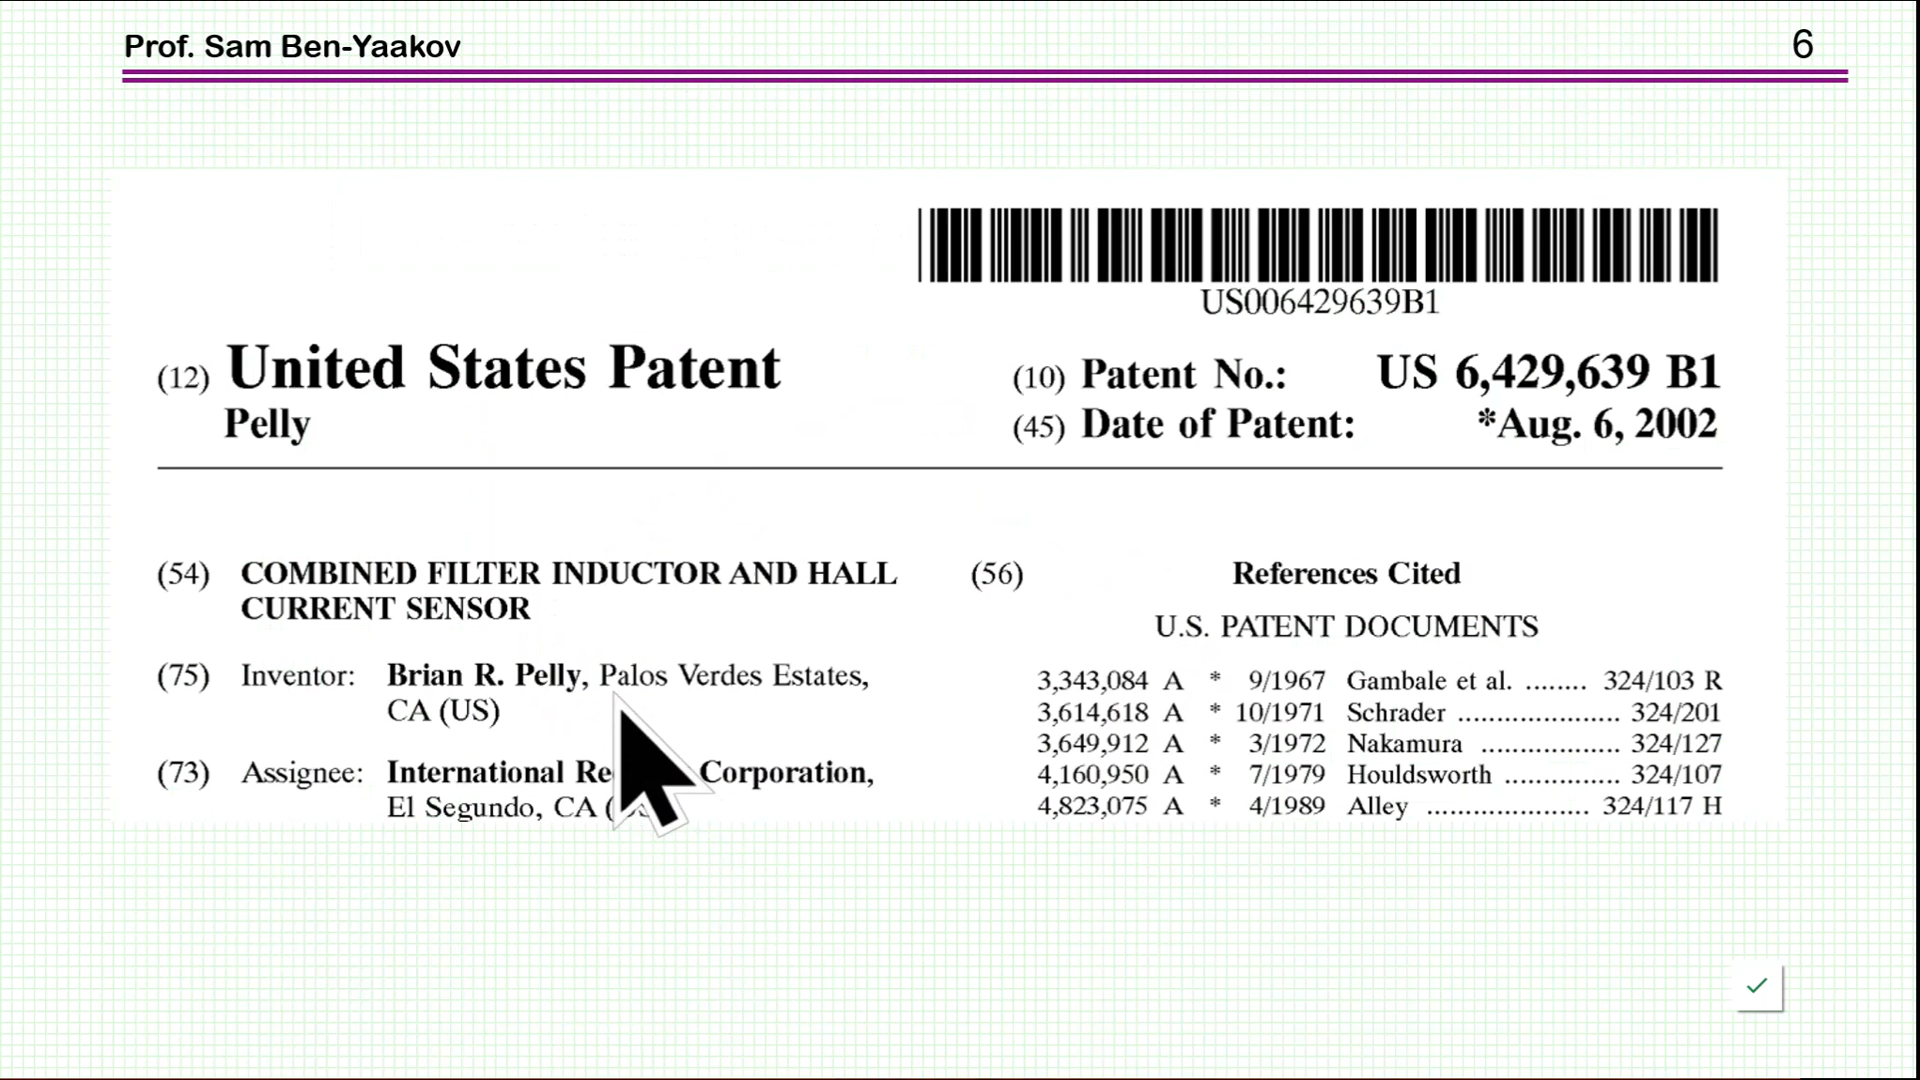 Prof. Sam Ben-Yaakov
6
US006429639B1
(12) United States Patent
Pelly
(10) Patent No.: US 6,429,639 B1
(45) Date of Patent: *Aug. 6, 2002
(54) COMBINED FILTER INDUCTOR AND HALL
CURRENT SENSOR
(75) Inventor: Brian R. Pelly, Palos Verdes Estates,
CA (US)
(73) Assignee: International Corporation,
El Segundo, CA
(56) References Cited
U.S. PATENT DOCUMENTS
3,343,084 A * 9/1967 Gambale et al. ........ 324/103 R
3,614,618 A * 10/1971 Schrader ..................... 324/201
3,649,912 A * 3/1972 Nakamura .................. 324/127
4,160,950 A * 7/1979 Houldsworth ............... 324/107
4,823,075 A * 4/1989 Alley ..................... 324/117 H